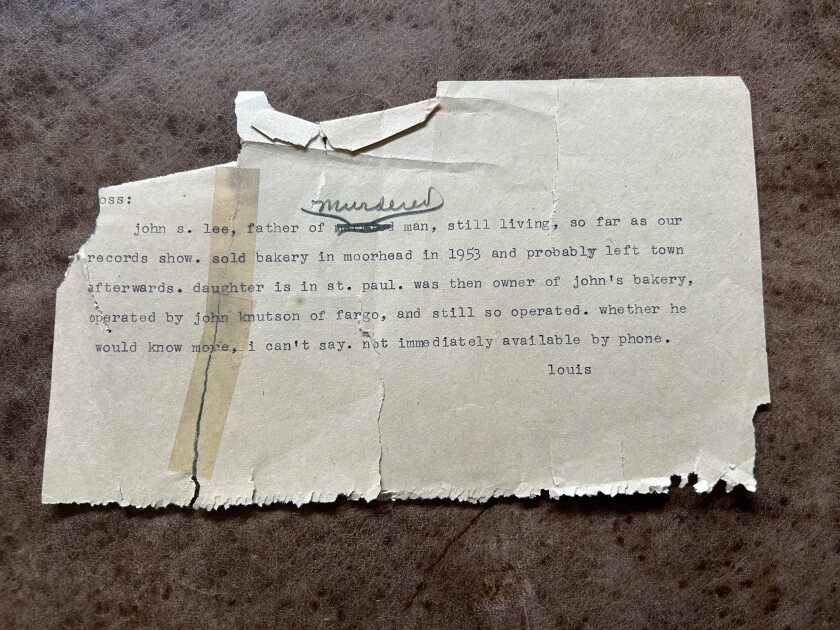 oss:
murdered
john s. lee, father of man, still living, so far as our
records show. sold bakery in moorhead in 1953 and probably left town
afterwards. daughter is in st. paul. was then owner of john's bakery,
operated by john knutson of fargo, and still so operated. whether he
would know more, i can't say. not immediately available by phone.
louis